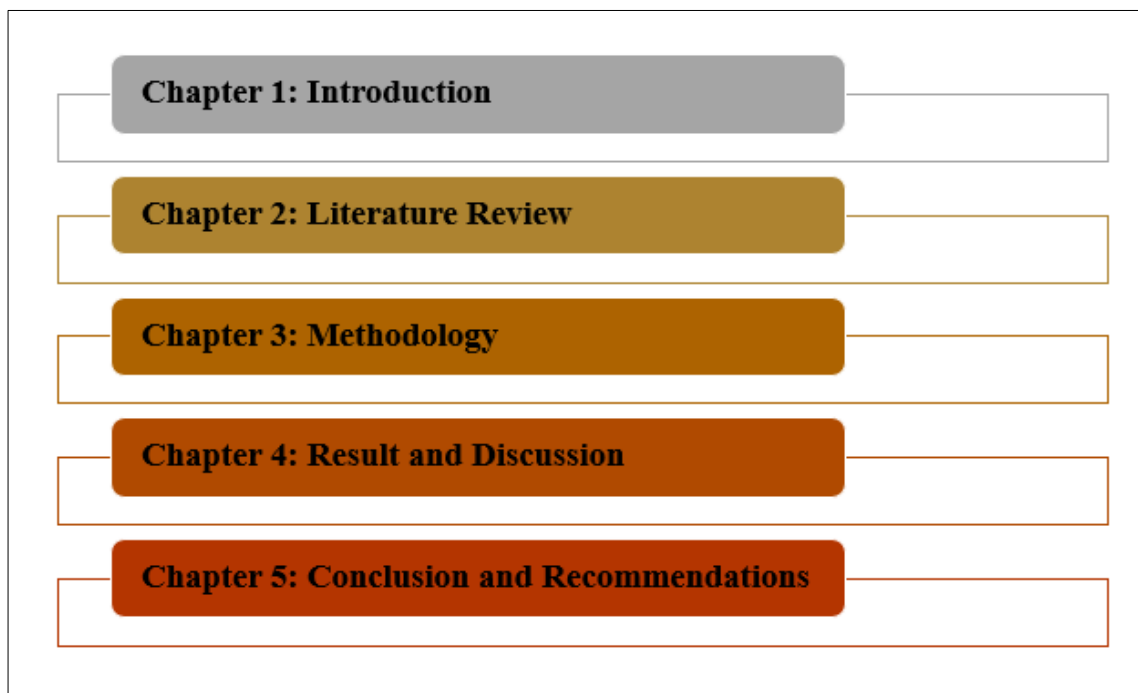 Chapter 1: Introduction
Chapter 2: Literature Review
Chapter 3: Methodology
Chapter 4: Result and Discussion
Chapter 5: Conclusion and Recommendations